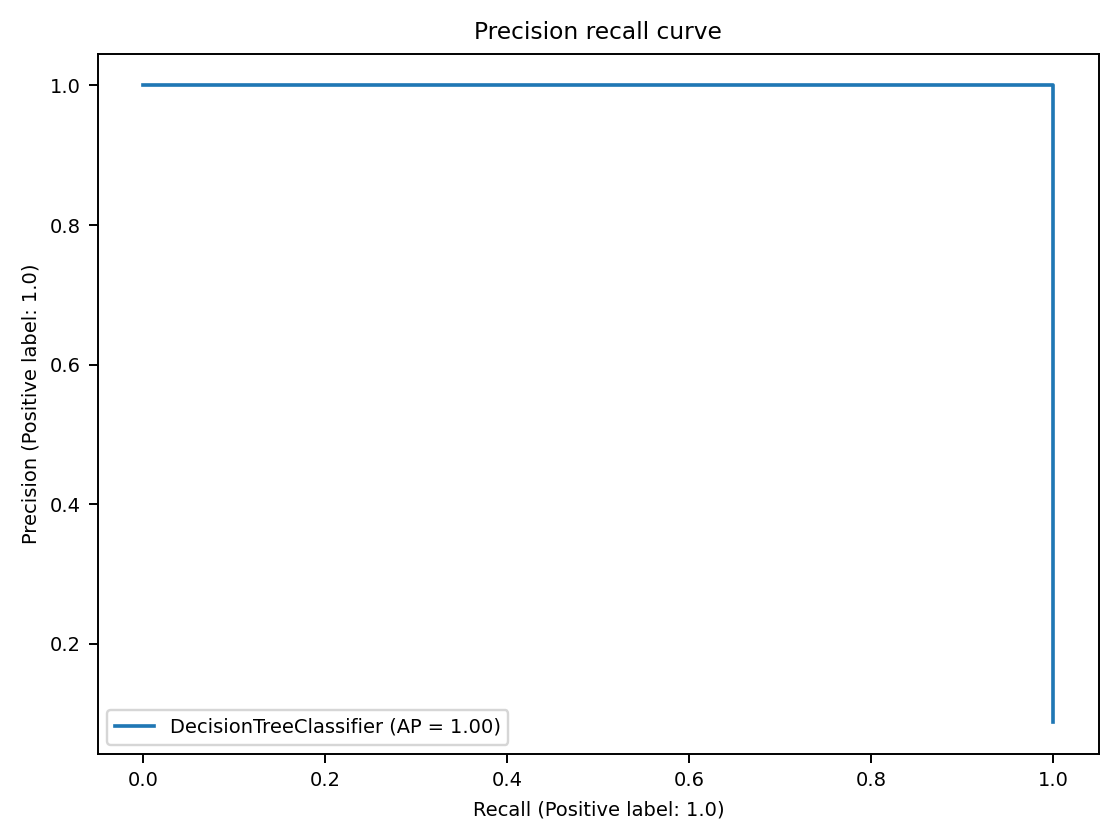 Precision recall curve
1.0
0.8
0.6
0.4
0.2
Precision (Positive label: 1.0)
DecisionTreeClassifier (AP = 1.00)
0.0 0.2 0.4 0.6 0.8 1.0
Recall (Positive label: 1.0)